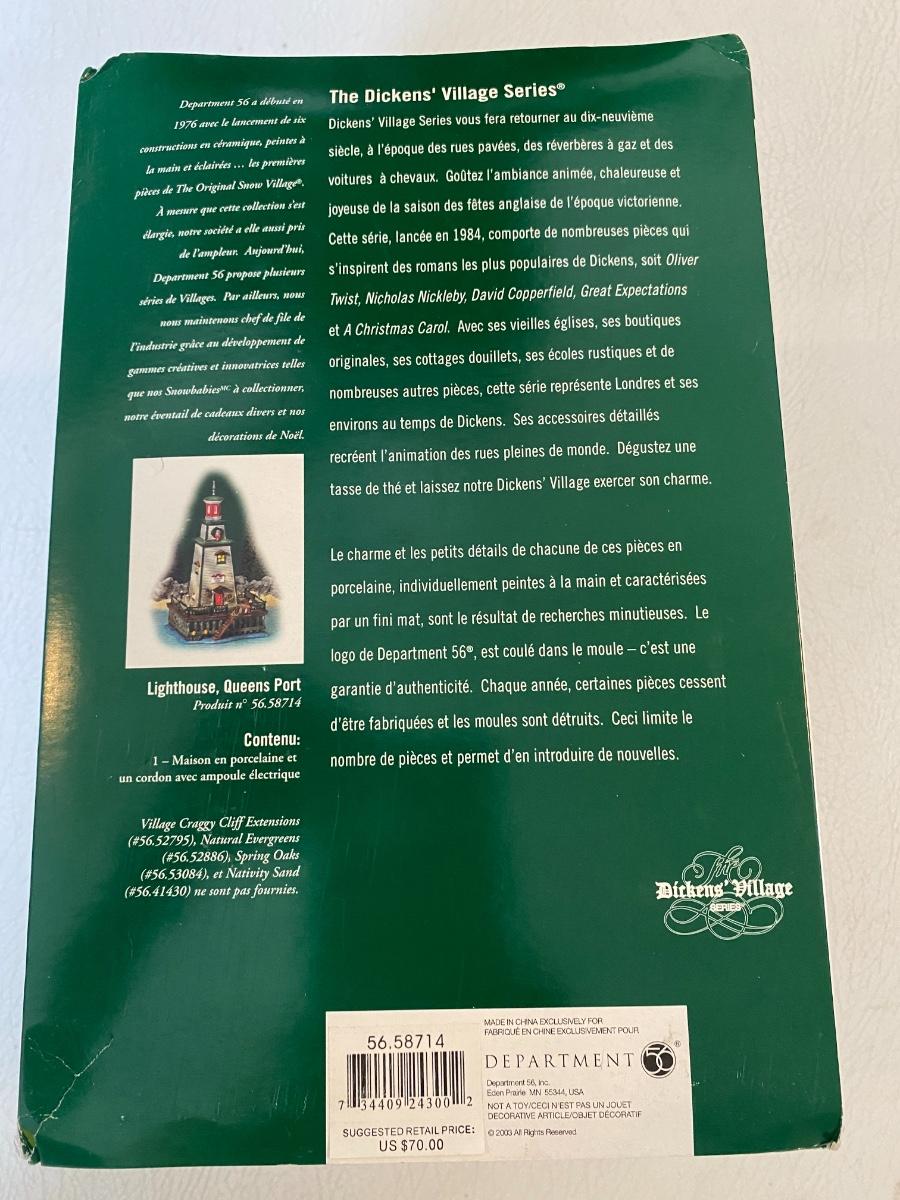 Department 56 a débuté en
1976 avec le lancement de six
constructions en céramique, peintes à
la main et éclairées ... les premières
pièces de The Original Snow Village®.
À mesure que cette collection s'est
élargie, notre société a elle aussi pris
de l'ampleur. Aujourd'hui,
Department 56 propose plusieurs
séries de Villages. Par ailleurs, nous
nous maintenons chef de file de
l'industrie grâce au développement de
gammes créatives et innovatrices telles
que nos Snowbabies MC à collectionner,
notre éventail de cadeaux divers et nos
décorations de Noël.
Lighthouse, Queens Port
Produit n° 56.58714
Contenu:
1 – Maison en porcelaine et
un cordon avec ampoule électrique
Village Craggy Cliff Extensions
(#56.52795), Natural Evergreens
(#56.52886), Spring Oaks
(#56.53084), et Nativity Sand
(#56.41430) ne sont pas fournies.
The Dickens' Village Series®
Dickens' Village Series vous fera retourner au dix-neuvième
siècle, à l'époque des rues pavées, des réverbères à gaz et des
voitures à chevaux. Goûtez l'ambiance animée, chaleureuse et
joyeuse de la saison des fêtes anglaise de l'époque victorienne.
Cette série, lancée en 1984, comporte de nombreuses pièces qui
s'inspirent des romans les plus populaires de Dickens, soit Oliver
Twist, Nicholas Nickleby, David Copperfield, Great Expectations
et A Christmas Carol. Avec ses vieilles églises, ses boutiques
originales, ses cottages douillets, ses écoles rustiques et de
nombreuses autres pièces, cette série représente Londres et ses
environs au temps de Dickens. Ses accessoires détaillés
recréent l'animation des rues pleines de monde. Dégustez une
tasse de thé et laissez notre Dickens' Village exercer son charme.
Le charme et les petits détails de chacune de ces pièces en
porcelaine, individuellement peintes à la main et caractérisées
par un fini mat, sont le résultat de recherches minutieuses. Le
logo de Department 56®, est coulé dans le moule – c'est une
garantie d'authenticité. Chaque année, certaines pièces cessent
d'être fabriquées et les moules sont détruits. Ceci limite le
nombre de pièces et permet d'en introduire de nouvelles.
The
Dickens' Village
SERIES
56.58714
7 34409 24300 2
SUGGESTED RETAIL PRICE:
US $70.00
MADE IN CHINA EXCLUSIVELY FOR
FABRIQUÉ EN CHINE EXCLUSIVEMENT POUR
DEPARTMENT 56®
Department 56, Inc.
Eden Prairie MN 55344, USA
NOT A TOY/CECI N'EST PAS UN JOUET
DECORATIVE ARTICLE/OBJET DÉCORATIF
© 2003 All Rights Reserved